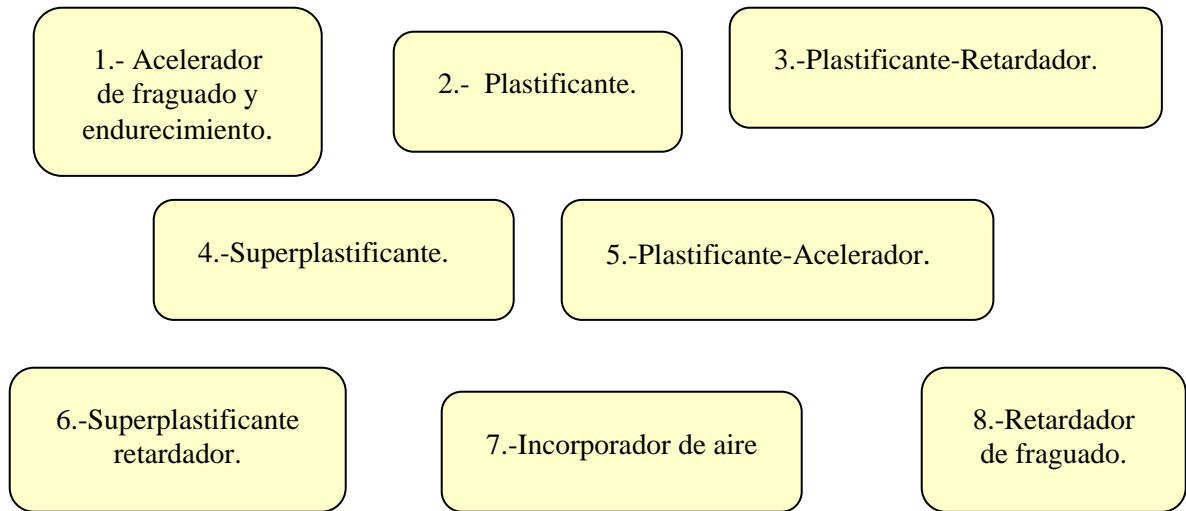 1.- Acelerador
de fraguado y
endurecimiento.
2.- Plastificante.
3.-Plastificante-Retardador.
4.-Superplastificante.
5.-Plastificante-Acelerador.
6.-Superplastificante
retardador.
7.-Incorporador de aire
8.-Retardador
de fraguado.